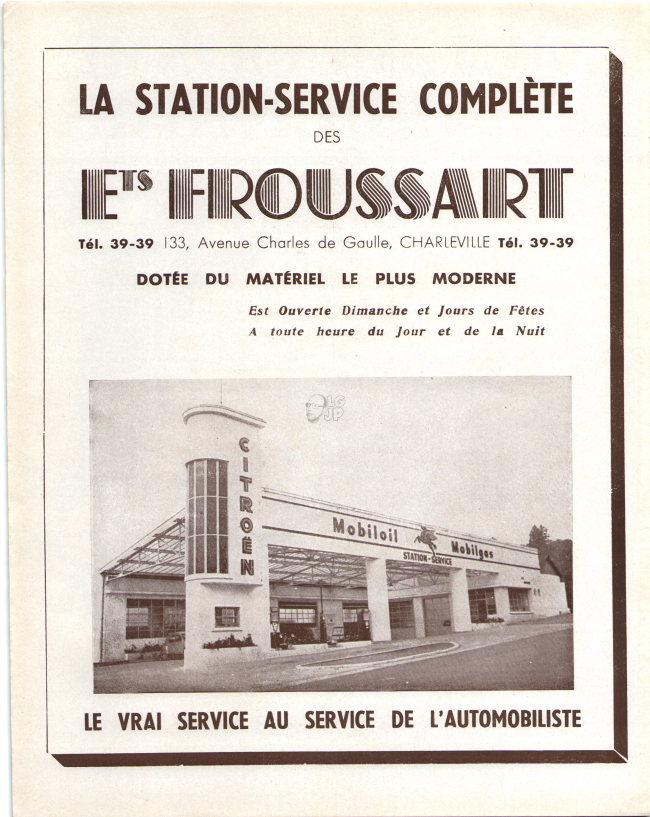 LA STATION-SERVICE COMPLÈTE
DES
ETS FROUSSART
Tél. 39-39 133, Avenue Charles de Gaulle, CHARLEVILLE Tél. 39-39
DOTÉE DU MATÉRIEL LE PLUS MODERNE
Est Ouverte Dimanche et Jours de Fêtes
A toute heure du Jour et de la Nuit
LG
JP
CITROËN
Mobiloil Mobilgas
STATION-SERVICE
LE VRAI SERVICE AU SERVICE DE L'AUTOMOBILISTE